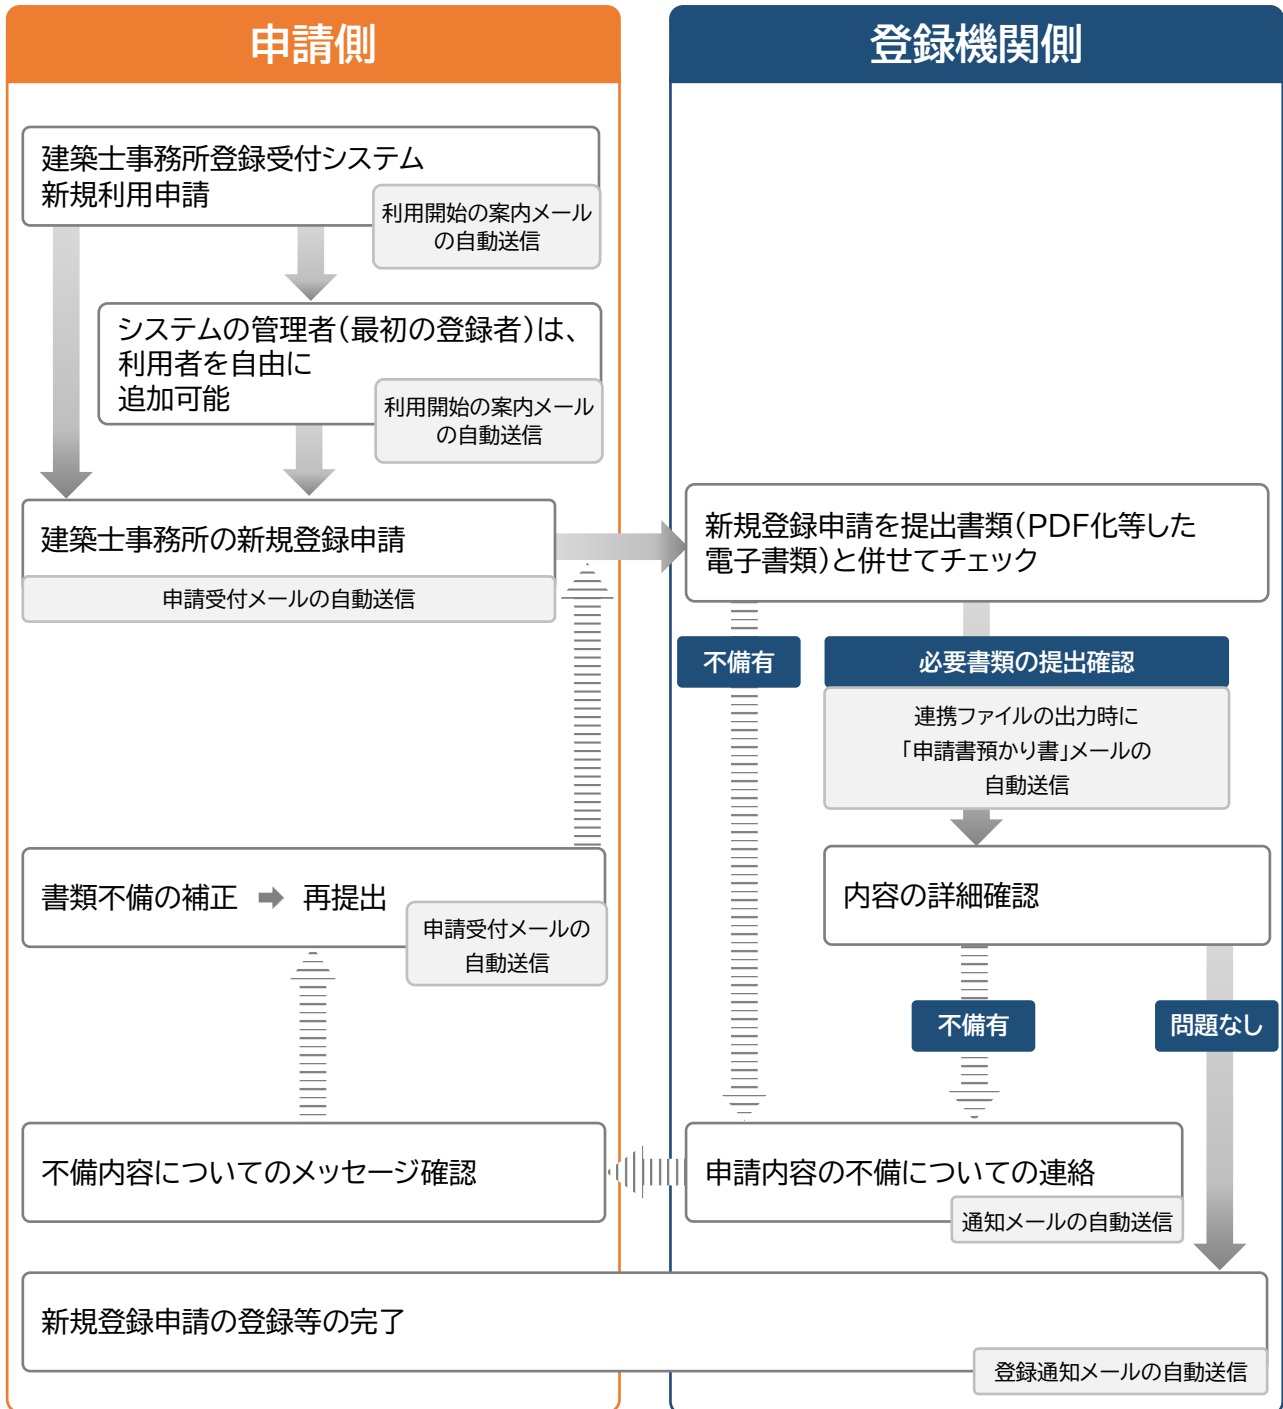 申請側
登録機関側
建築士事務所登録受付システム
新規利用申請
利用開始の案内メール
の自動送信
システムの管理者(最初の登録者)は、
利用者を自由に
追加可能
利用開始の案内メール
の自動送信
建築士事務所の新規登録申請
申請受付メールの自動送信
新規登録申請を提出書類(PDF化等した
電子書類)と併せてチェック
不備有
必要書類の提出確認
連携ファイルの出力時に
「申請書預かり書」メールの
自動送信
書類不備の補正 ➡ 再提出
申請受付メールの
自動送信
内容の詳細確認
不備有
問題なし
不備内容についてのメッセージ確認
申請内容の不備についての連絡
通知メールの自動送信
新規登録申請の登録等の完了
登録通知メールの自動送信